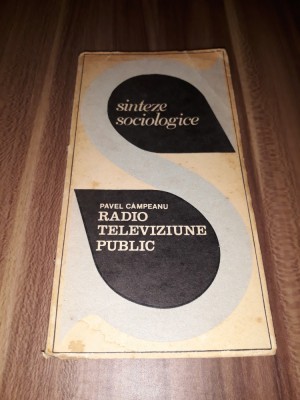 sinteze
sociologice
PAVEL CÂMPEANU
RADIO
TELEVIZIUNE
PUBLIC